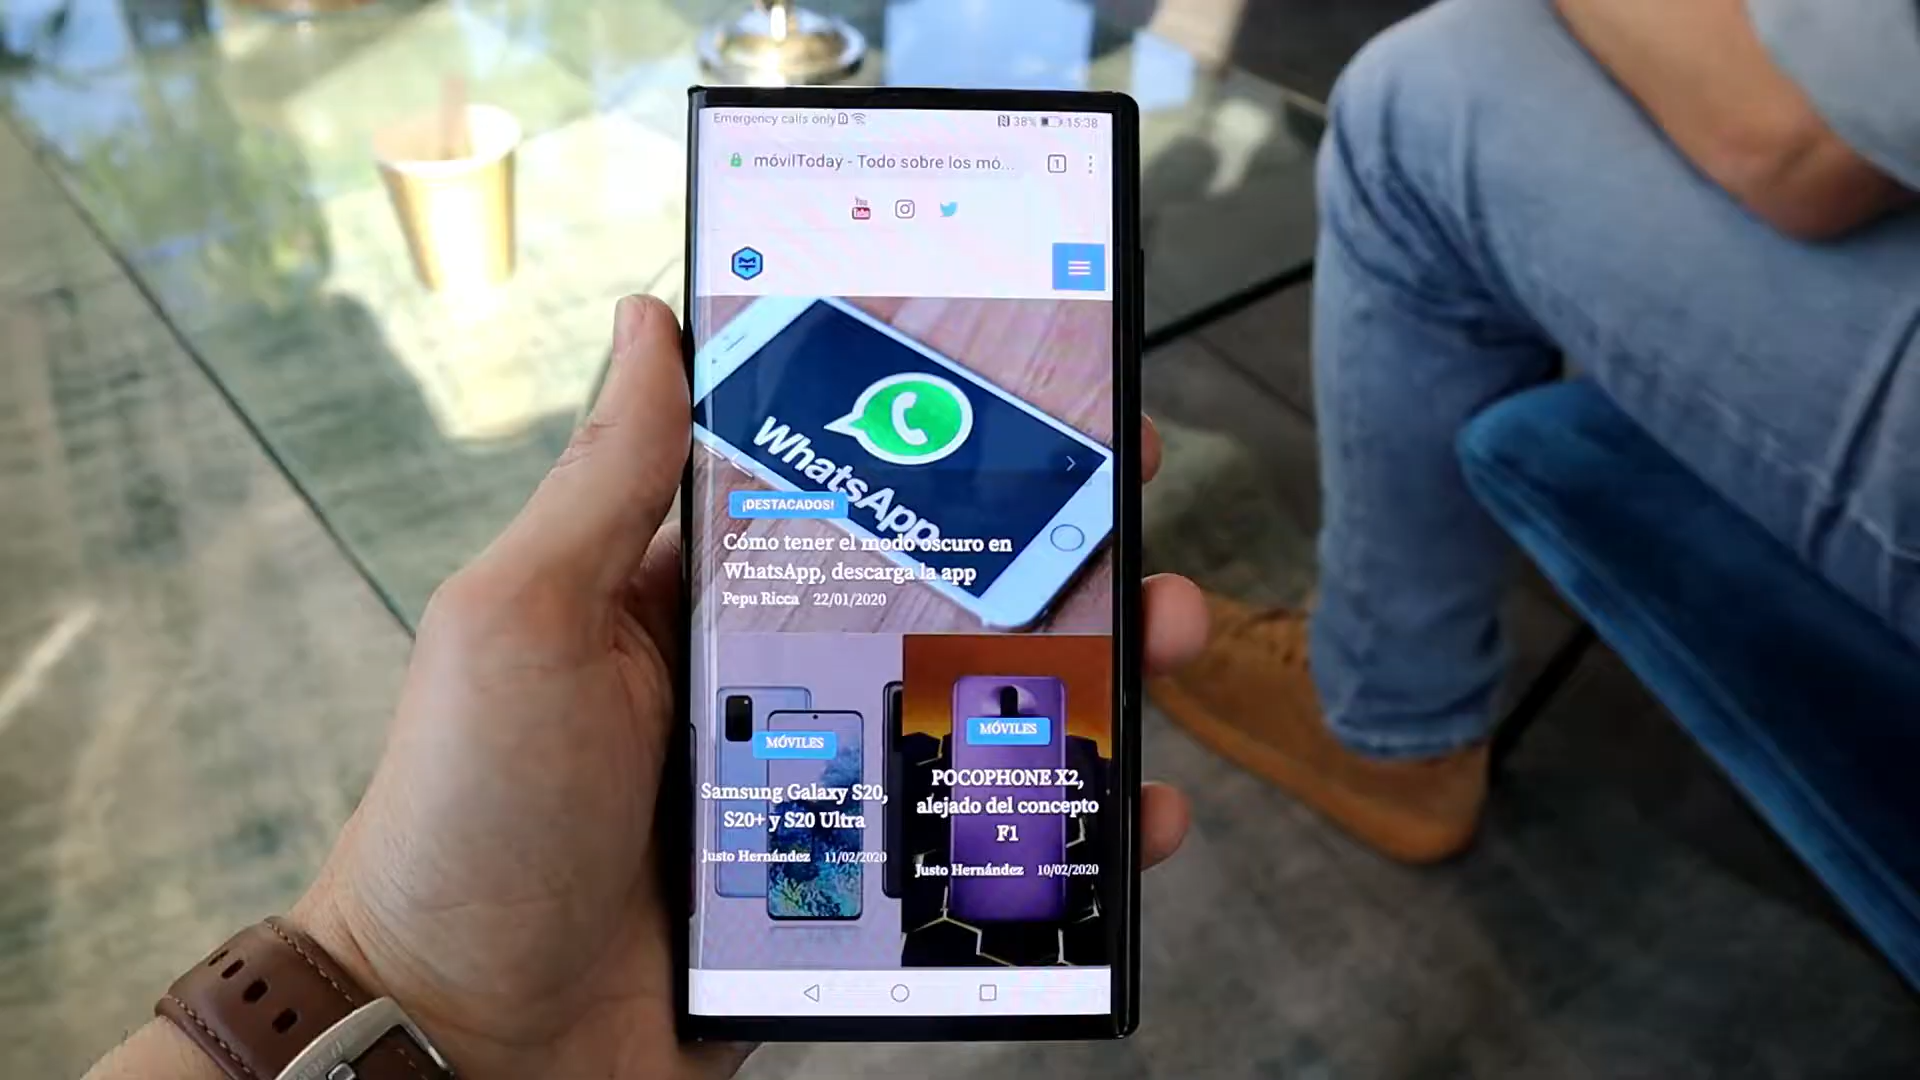 Emergency calls only
38% 15:38
móvilToday - Todo sobre los mó...
1
You
Tube
WhatsApp
¡DESTACADOS!
Cómo tener el modo oscuro en
WhatsApp, descarga la app
Pepu Ricca 22/01/2020
MÓVILES
Samsung Galaxy S20,
S20+ y S20 Ultra
Justo Hernández 11/02/2020
MÓVILES
POCOPHONE X2,
alejado del concepto
F1
Justo Hernández 10/02/2020